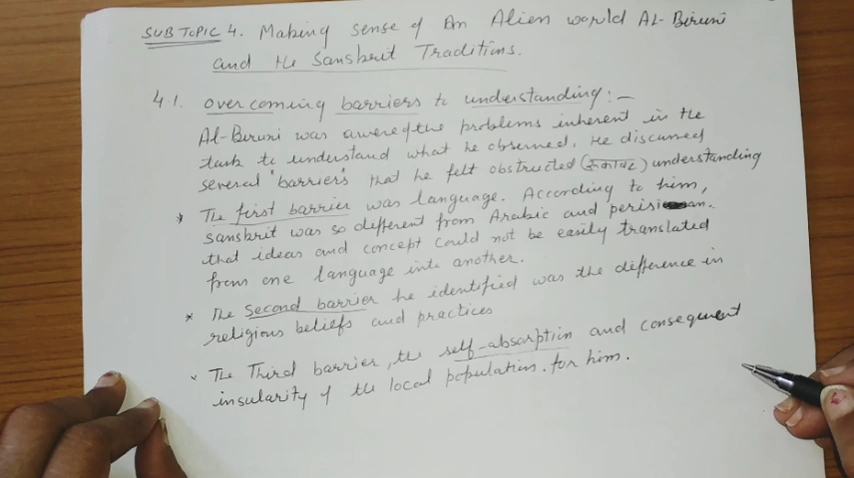 SUB TOPIC 4. Making sense of An Alien world Al-Biruni
and the Sanskrit Traditions.
4.1. overcoming barriers to understanding:-
Al-Biruni was aware of the problems inherent in the
task to understand what he observed. He discussed
several "barriers" that he felt obstructed (रूकावट) understanding
* The first barrier was language. According to him,
sanskrit was so different from Arabic and perisian.
that ideas and concept could not be easily translated
from one language into another.
* The Second barrier he identified was the difference in
religious beliefs and practices
* The Third barrier, the self-absorption and consequent
insularity of the local population. for him.